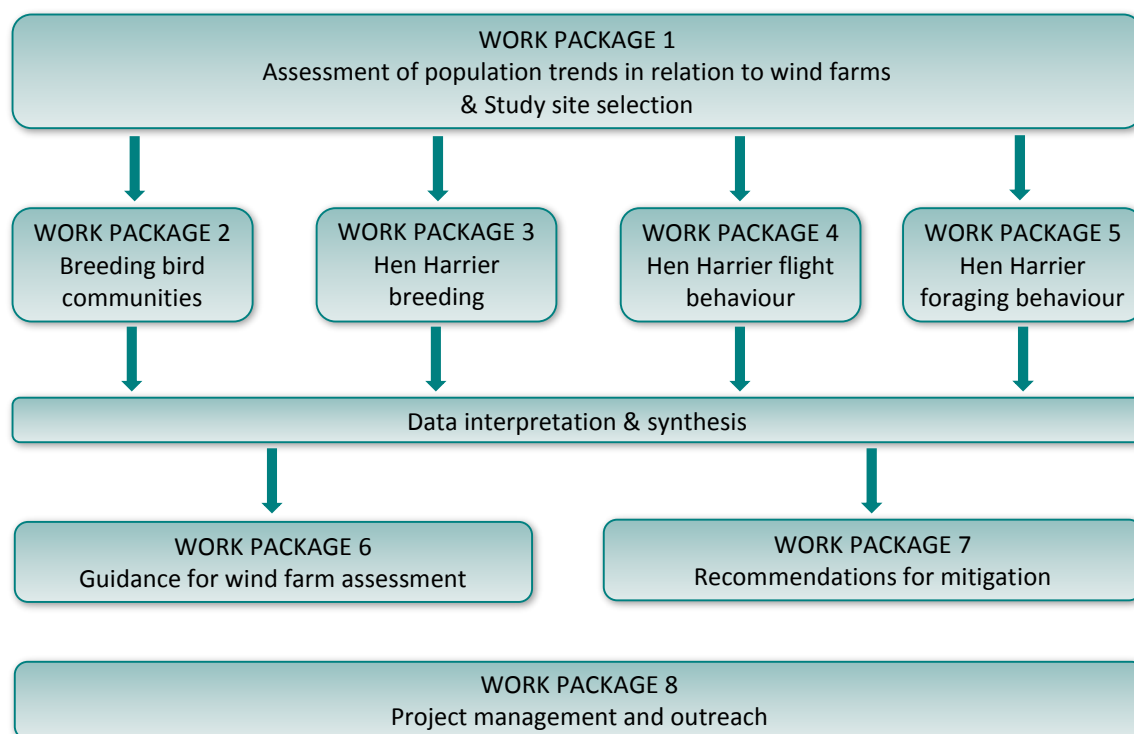 WORK PACKAGE 1
Assessment of population trends in relation to wind farms
& Study site selection
WORK PACKAGE 2
Breeding bird
communities
WORK PACKAGE 3
Hen Harrier
breeding
WORK PACKAGE 4
Hen Harrier flight
behaviour
WORK PACKAGE 5
Hen Harrier
foraging behaviour
Data interpretation & synthesis
WORK PACKAGE 6
Guidance for wind farm assessment
WORK PACKAGE 7
Recommendations for mitigation
WORK PACKAGE 8
Project management and outreach